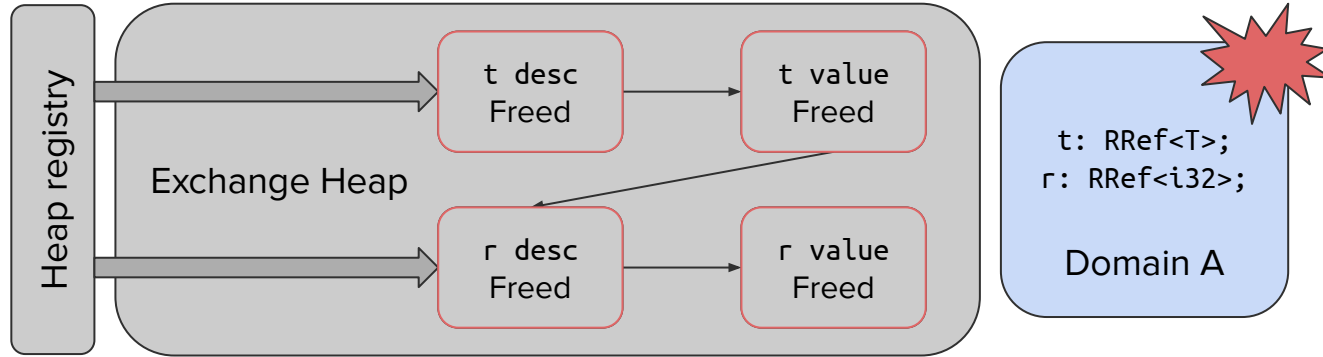 Heap registry
Exchange Heap
t desc
Freed
t value
Freed
r desc
Freed
r value
Freed
t: RRef<T>;
r: RRef<i32>;
Domain A